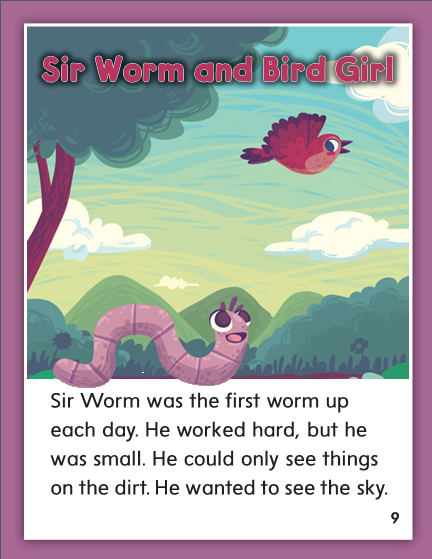 Sir Worm and Bird Girl
Sir Worm was the first worm up
each day. He worked hard, but he
was small. He could only see things
on the dirt. He wanted to see the sky.
9